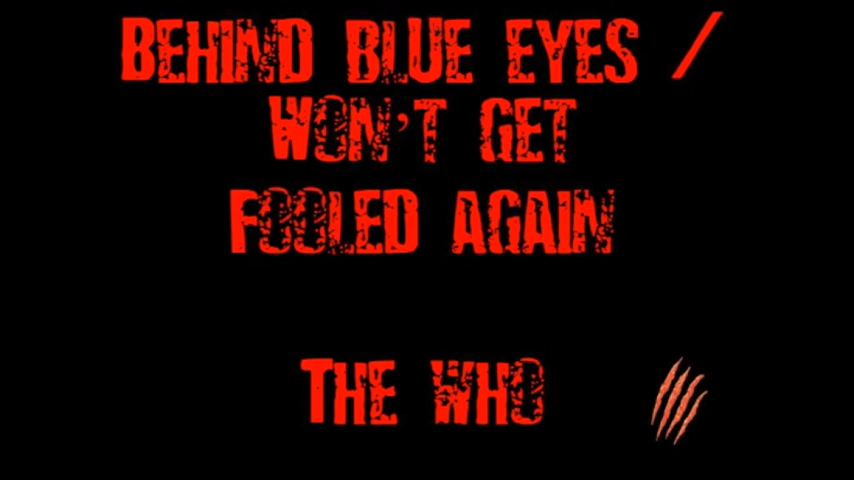 BEHIND BLUE EYES /
WON'T GET
FOOLED AGAIN
THE WHO